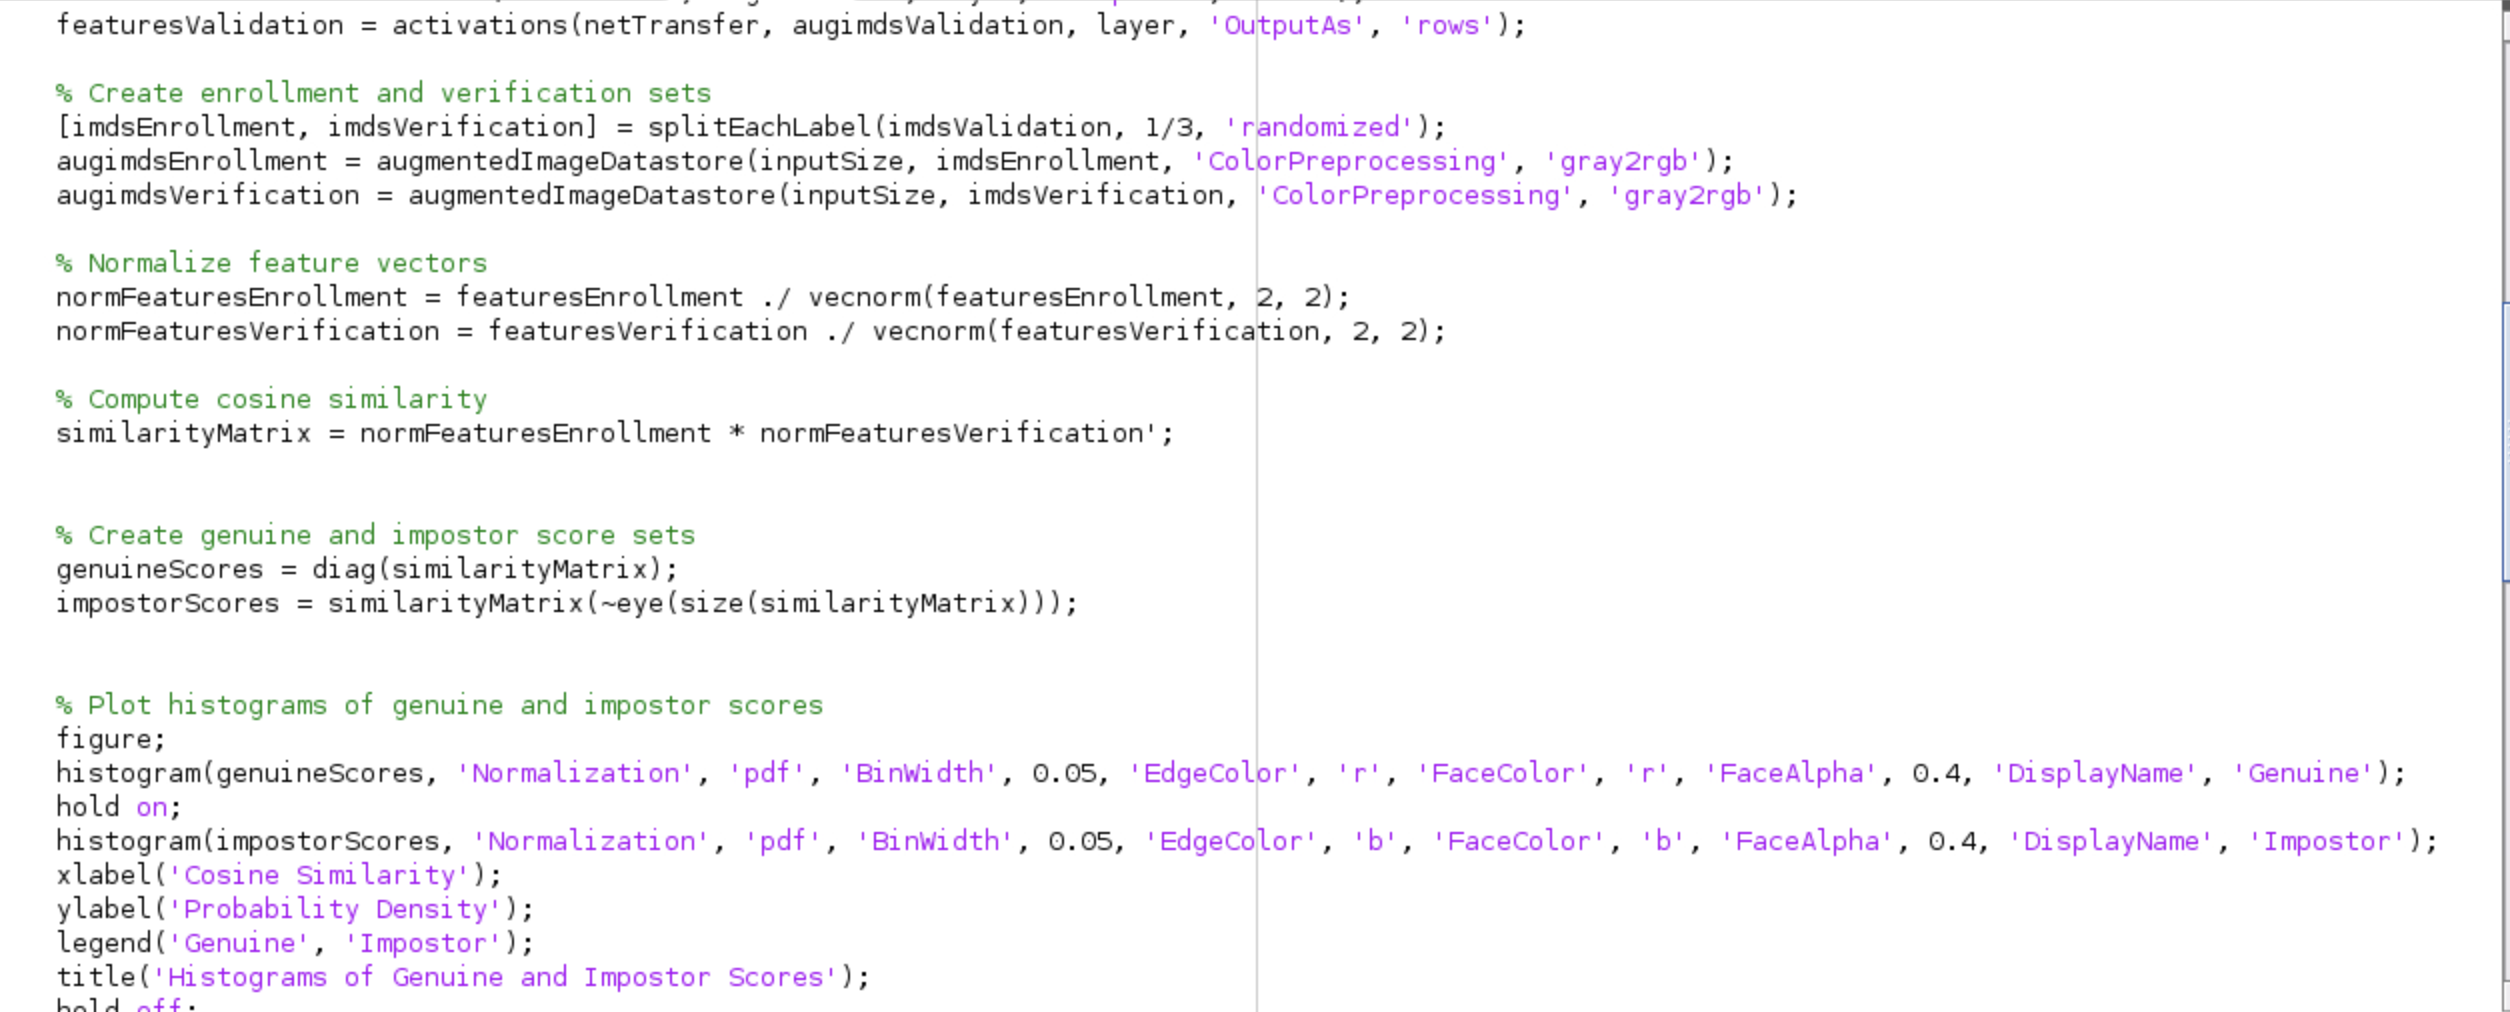 featuresValidation = activations(netTransfer, augimdsValidation, layer, 'OutputAs', 'rows');
% Create enrollment and verification sets
[imdsEnrollment, imdsVerification] = splitEachLabel(imdsValidation, 1/3, 'randomized');
augimdsEnrollment = augmentedImageDatastore(inputSize, imdsEnrollment, 'ColorPreprocessing', 'gray2rgb');
augimdsVerification = augmentedImageDatastore(inputSize, imdsVerification, 'ColorPreprocessing', 'gray2rgb');
% Normalize feature vectors
normFeaturesEnrollment = featuresEnrollment ./ vecnorm(featuresEnrollment, 2, 2);
normFeaturesVerification = featuresVerification ./ vecnorm(featuresVerification, 2, 2);
% Compute cosine similarity
similarityMatrix = normFeaturesEnrollment * normFeaturesVerification';
% Create genuine and impostor score sets
genuineScores = diag(similarityMatrix);
impostorScores = similarityMatrix(~eye(size(similarityMatrix)));
% Plot histograms of genuine and impostor scores
figure;
histogram(genuineScores, 'Normalization', 'pdf', 'BinWidth', 0.05, 'EdgeColor', 'r', 'FaceColor', 'r', 'FaceAlpha', 0.4, 'DisplayName', 'Genuine');
hold on;
histogram(impostorScores, 'Normalization', 'pdf', 'BinWidth', 0.05, 'EdgeColor', 'b', 'FaceColor', 'b', 'FaceAlpha', 0.4, 'DisplayName', 'Impostor');
xlabel('Cosine Similarity');
ylabel('Probability Density');
legend('Genuine', 'Impostor');
title('Histograms of Genuine and Impostor Scores');
hold off;